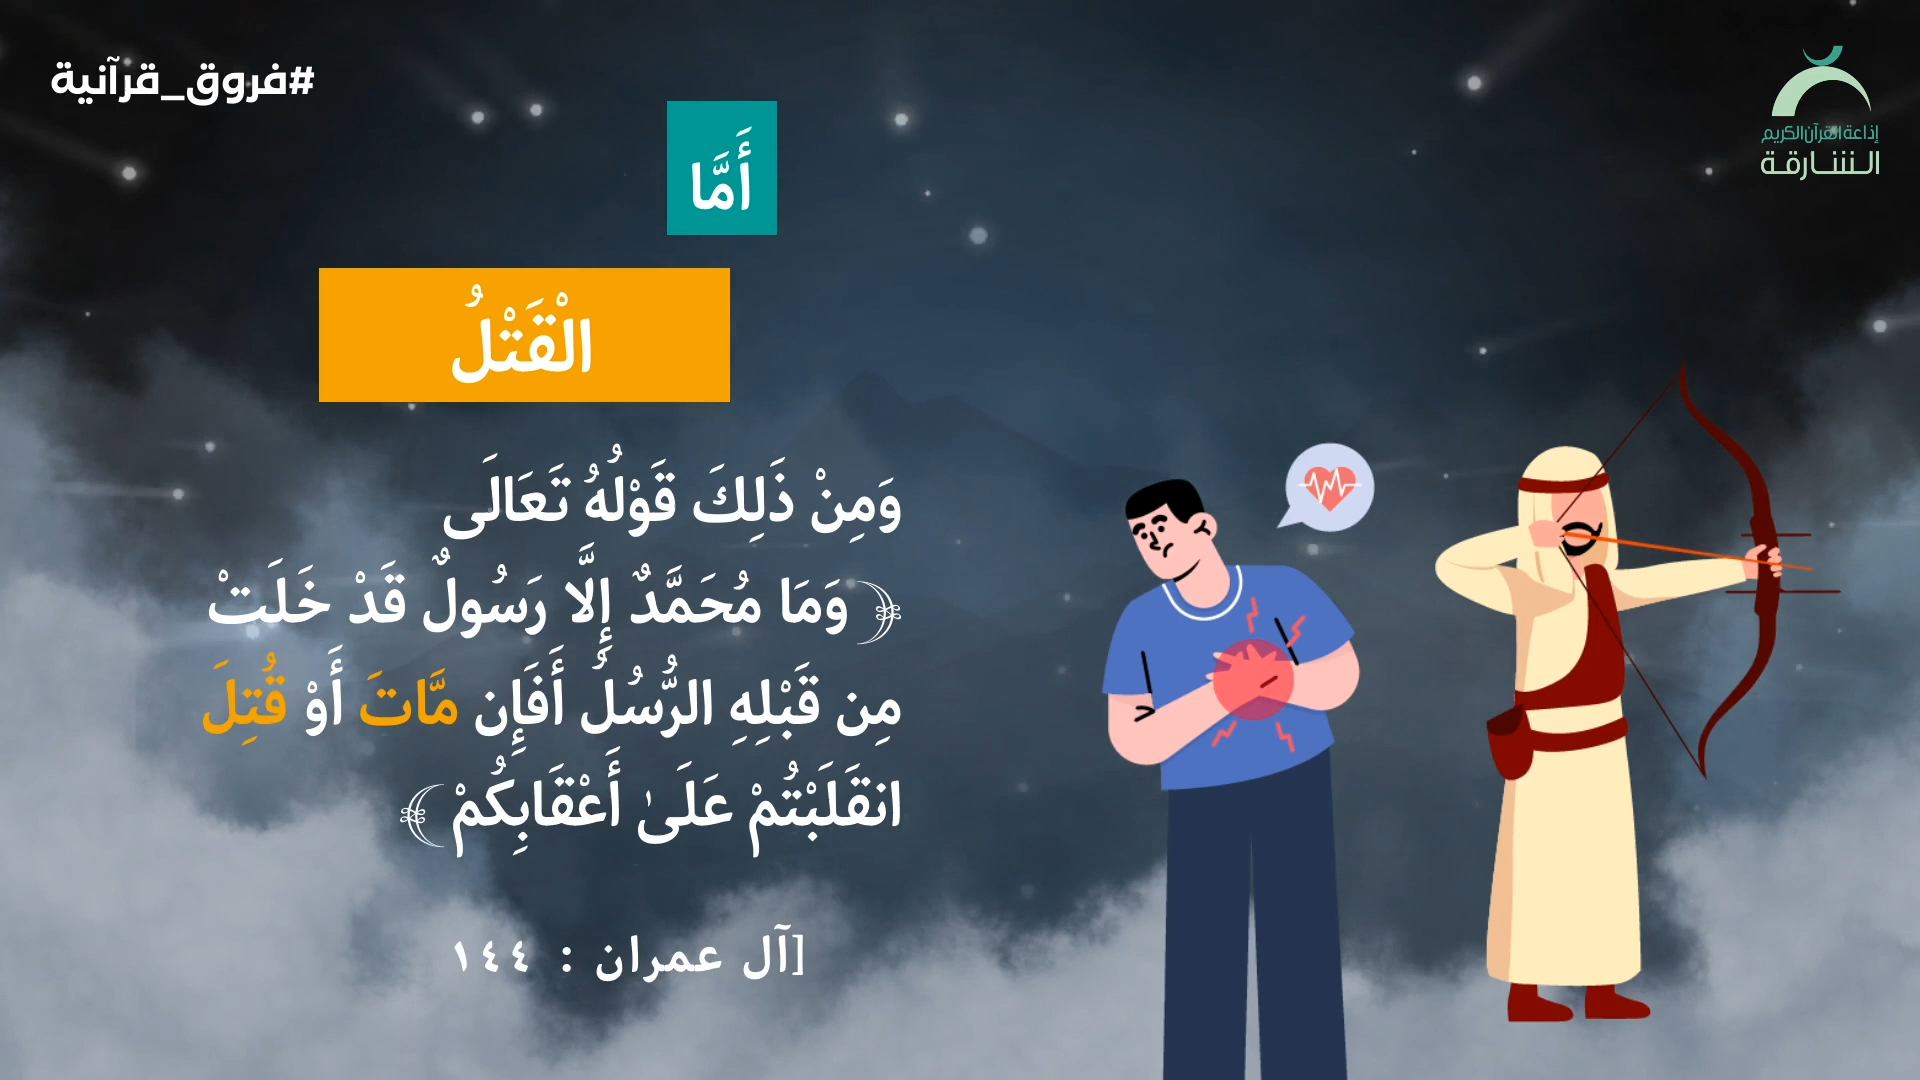 #فروق_قرآنية
إذاعة القرآن الكريم
الشارقة
أَمَّا
الْقَتْلُ
وَمِنْ ذَلِكَ قَوْلُهُ تَعَالَى
﴿وَمَا مُحَمَّدٌ إِلَّا رَسُولٌ قَدْ خَلَتْ
مِن قَبْلِهِ الرُّسُلُ أَفَإِن مَّاتَ أَوْ قُتِلَ
انقَلَبْتُمْ عَلَىٰ أَعْقَابِكُمْ﴾
[آل عمران : ١٤٤